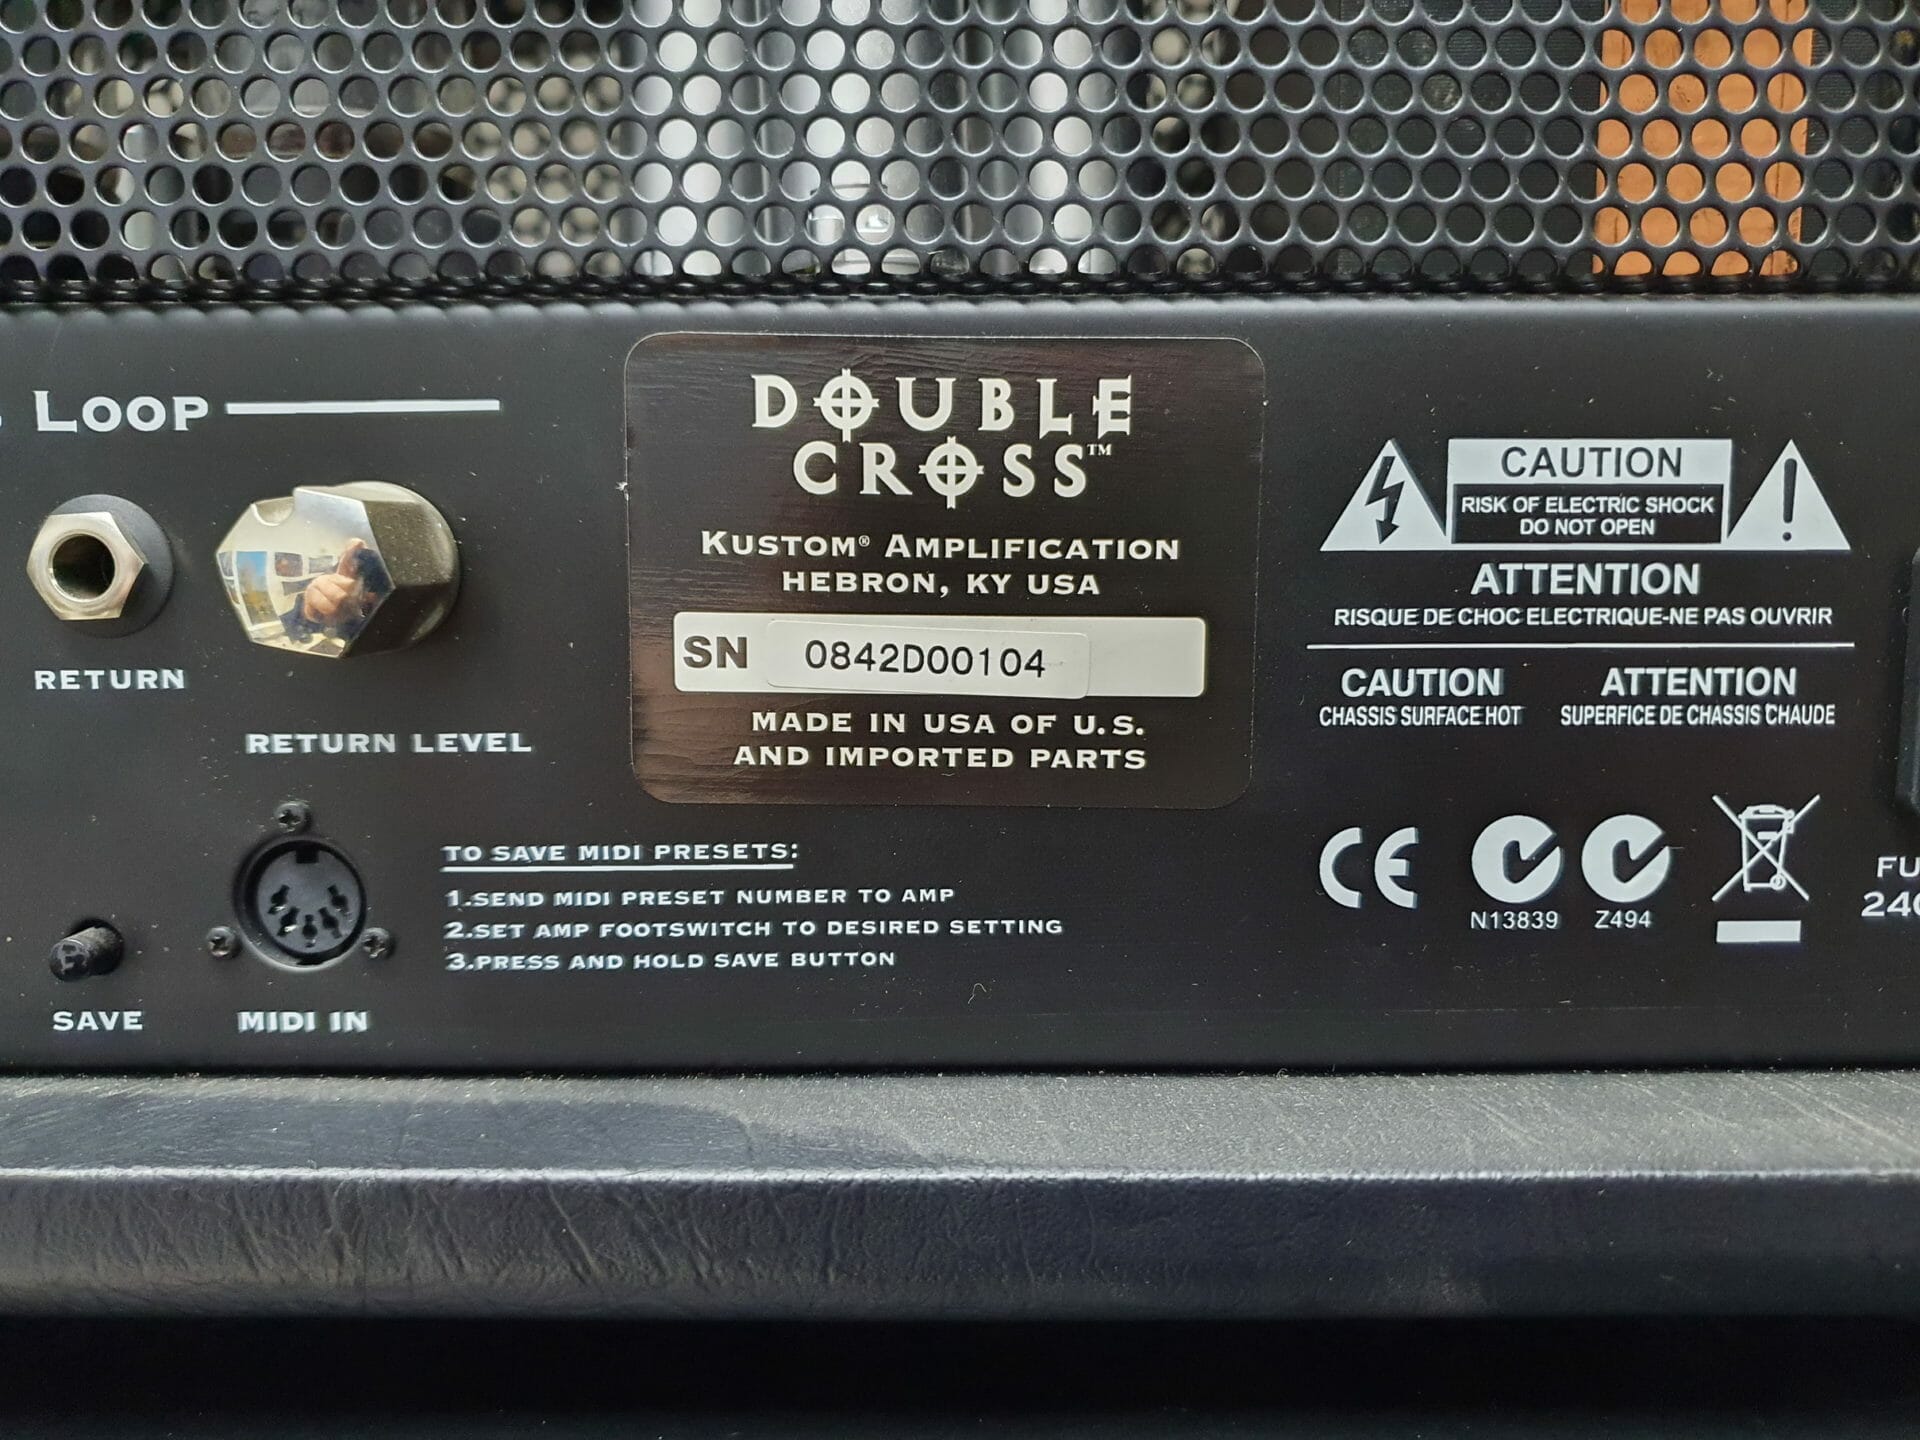 LOOP
RETURN
RETURN LEVEL
DOUBLE
CROSS™
KUSTOM® AMPLIFICATION
HEBRON, KY USA
SN 0842D00104
MADE IN USA OF U.S.
AND IMPORTED PARTS
CAUTION
RISK OF ELECTRIC SHOCK
DO NOT OPEN
ATTENTION
RISQUE DE CHOC ELECTRIQUE-NE PAS OUVRIR
CAUTION
CHASSIS SURFACE HOT
ATTENTION
SUPERFICE DE CHASSIS CHAUDE
SAVE
MIDI IN
TO SAVE MIDI PRESETS:
1.SEND MIDI PRESET NUMBER TO AMP
2.SET AMP FOOTSWITCH TO DESIRED SETTING
3.PRESS AND HOLD SAVE BUTTON
CE
N13839
Z494